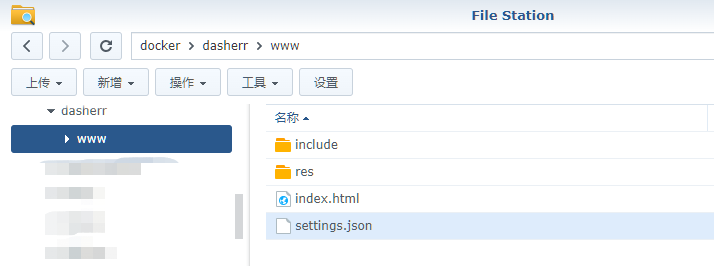 File Station
docker > dasherr > www
上传 新增 操作 工具 设置
dasherr
www
名称
include
res
index.html
settings.json